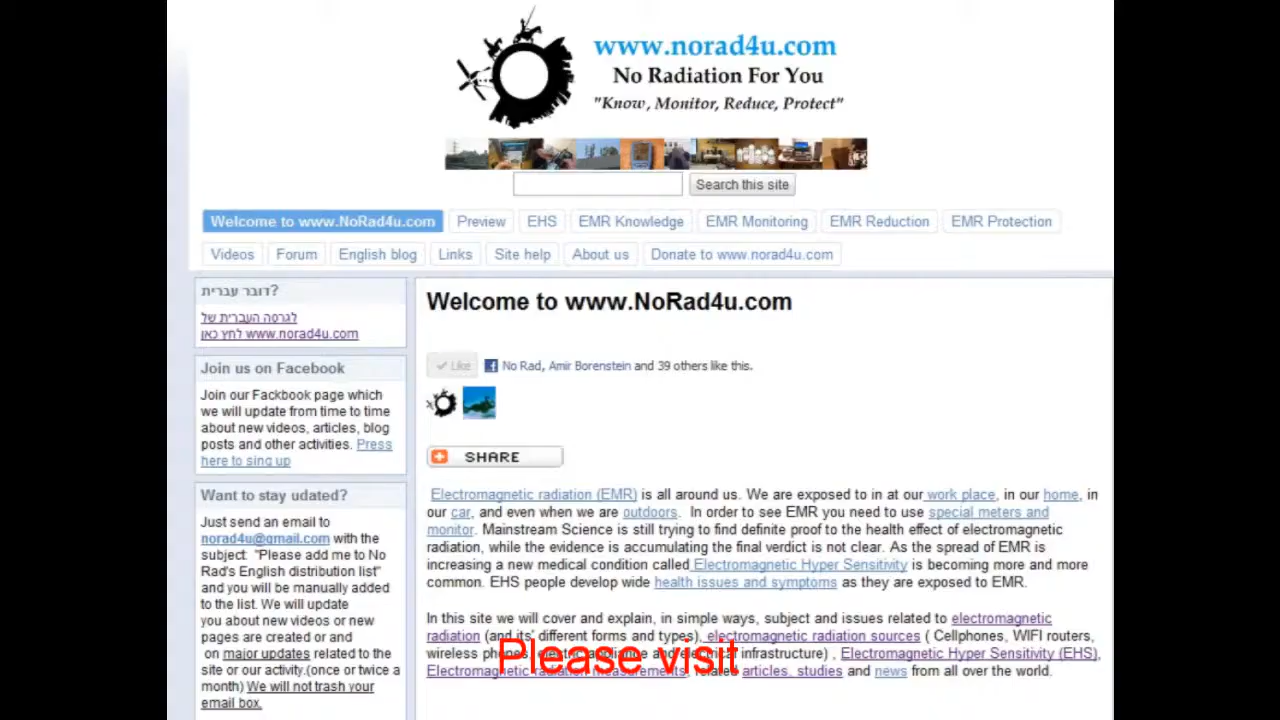 www.norad4u.com
No Radiation For You
"Know, Monitor, Reduce, Protect"
Search this site
Welcome to www.NoRad4u.com
Preview
EHS
EMR Knowledge
EMR Monitoring
EMR Reduction
EMR Protection
Videos
Forum
English blog
Links
Site help
About us
Donate to www.norad4u.com
דובר עברית?
לגרסה העברית של
www.norad4u.com לחץ כאן
Join us on Facebook
Join our Fackbook page which
we will update from time to time
about new videos, articles, blog
posts and other activities. Press
here to sing up
Want to stay udated?
Just send an email to
norad4u@gmail.com with the
subject: "Please add me to No
Rad's English distribution list"
and you will be manually added
to the list. We will update
you about new videos or new
pages are created or and
on major updates related to the
site or our activity.(once or twice a
month) We will not trash your
email box.
Welcome to www.NoRad4u.com
Like
No Rad, Amir Borenstein and 39 others like this.
SHARE
Electromagnetic radiation (EMR) is all around us. We are exposed to in at our work place, in our home, in
our car, and even when we are outdoors. In order to see EMR you need to use special meters and
monitor. Mainstream Science is still trying to find definite proof to the health effect of electromagnetic
radiation, while the evidence is accumulating the final verdict is not clear. As the spread of EMR is
increasing a new medical condition called Electromagnetic Hyper Sensitivity is becoming more and more
common. EHS people develop wide health issues and symptoms as they are exposed to EMR.
In this site we will cover and explain, in simple ways, subject and issues related to electromagnetic
radiation (and its' different forms and types), electromagnetic radiation sources ( Cellphones, WIFI routers,
wireless phones, electric appliance and electrical infrastructure) , Electromagnetic Hyper Sensitivity (EHS),
Electromagnetic radiation measurements, related articles, studies and news from all over the world.
Please visit